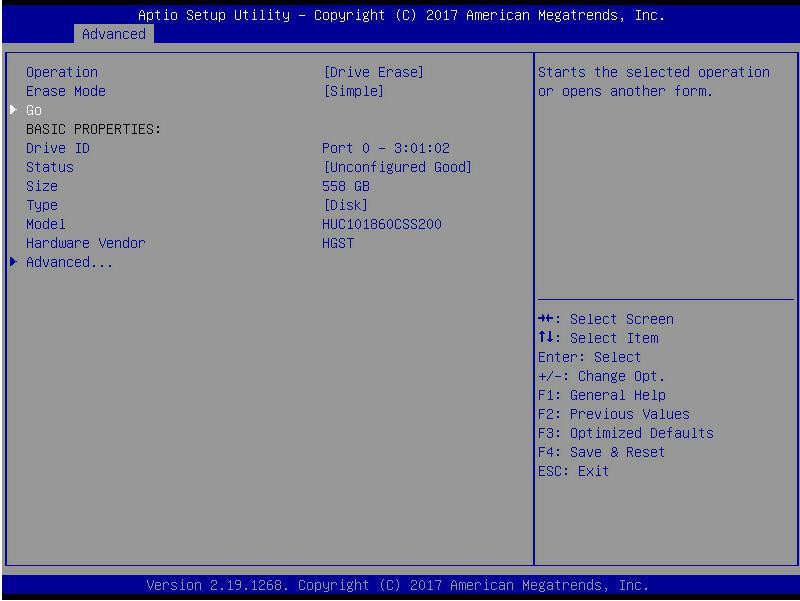 Aptio Setup Utility – Copyright (C) 2017 American Megatrends, Inc.
Advanced
Operation [Drive Erase]
Erase Mode [Simple]
Go
BASIC PROPERTIES:
Drive ID Port 0 – 3:01:02
Status [Unconfigured Good]
Size 558 GB
Type [Disk]
Model HUC101860CSS200
Hardware Vendor HGST
Advanced...
Starts the selected operation
or opens another form.
→←: Select Screen
↑↓: Select Item
Enter: Select
+/–: Change Opt.
F1: General Help
F2: Previous Values
F3: Optimized Defaults
F4: Save & Reset
ESC: Exit
Version 2.19.1268. Copyright (C) 2017 American Megatrends, Inc.